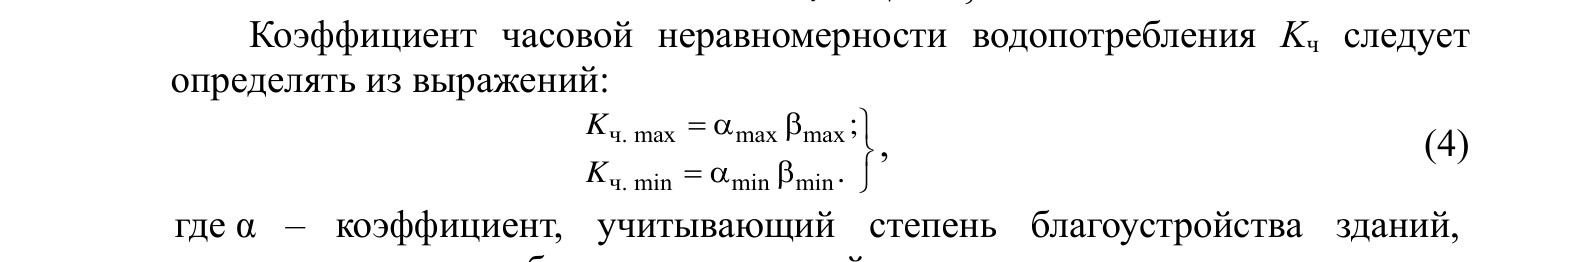 Коэффициент часовой неравномерности водопотребления Kч следует
определять из выражений:
Kч. max = αmax βmax ;
Kч. min = αmin βmin .
} , (4)
где α – коэффициент, учитывающий степень благоустройства зданий,